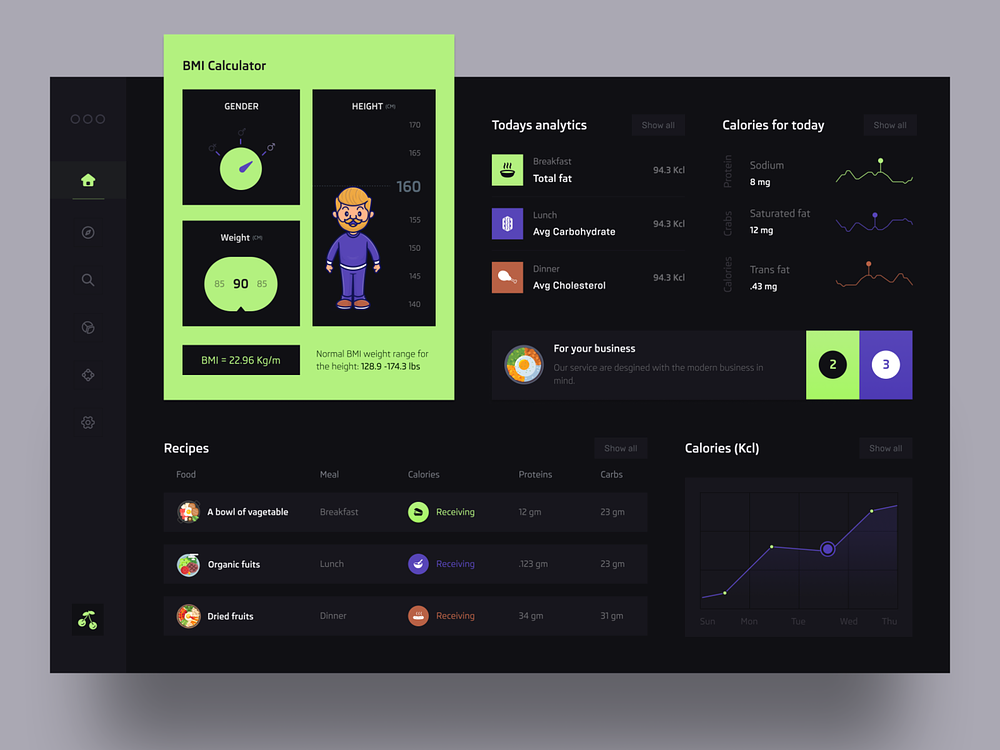 BMI Calculator
GENDER
HEIGHT (CM)
170
165
160
155
150
145
140
Weight (CM)
85 90 85
BMI = 22.96 Kg/m
Normal BMI weight range for
the height: 128.9 -174.3 lbs
Todays analytics
Show all
Breakfast
Total fat
94.3 Kcl
Lunch
Avg Carbohydrate
94.3 Kcl
Dinner
Avg Cholesterol
94.3 Kcl
Calories for today
Show all
Protein
Sodium
8 mg
Crabs
Saturated fat
12 mg
Calories
Trans fat
.43 mg
For your business
Our service are desgined with the modern business in
mind.
2
3
Recipes
Show all
Food Meal Calories Proteins Carbs
A bowl of vagetable Breakfast Receiving 12 gm 23 gm
Organic fuits Lunch Receiving .123 gm 23 gm
Dried fruits Dinner Receiving 34 gm 31 gm
Calories (Kcl)
Show all
Sun Mon Tue Wed Thu